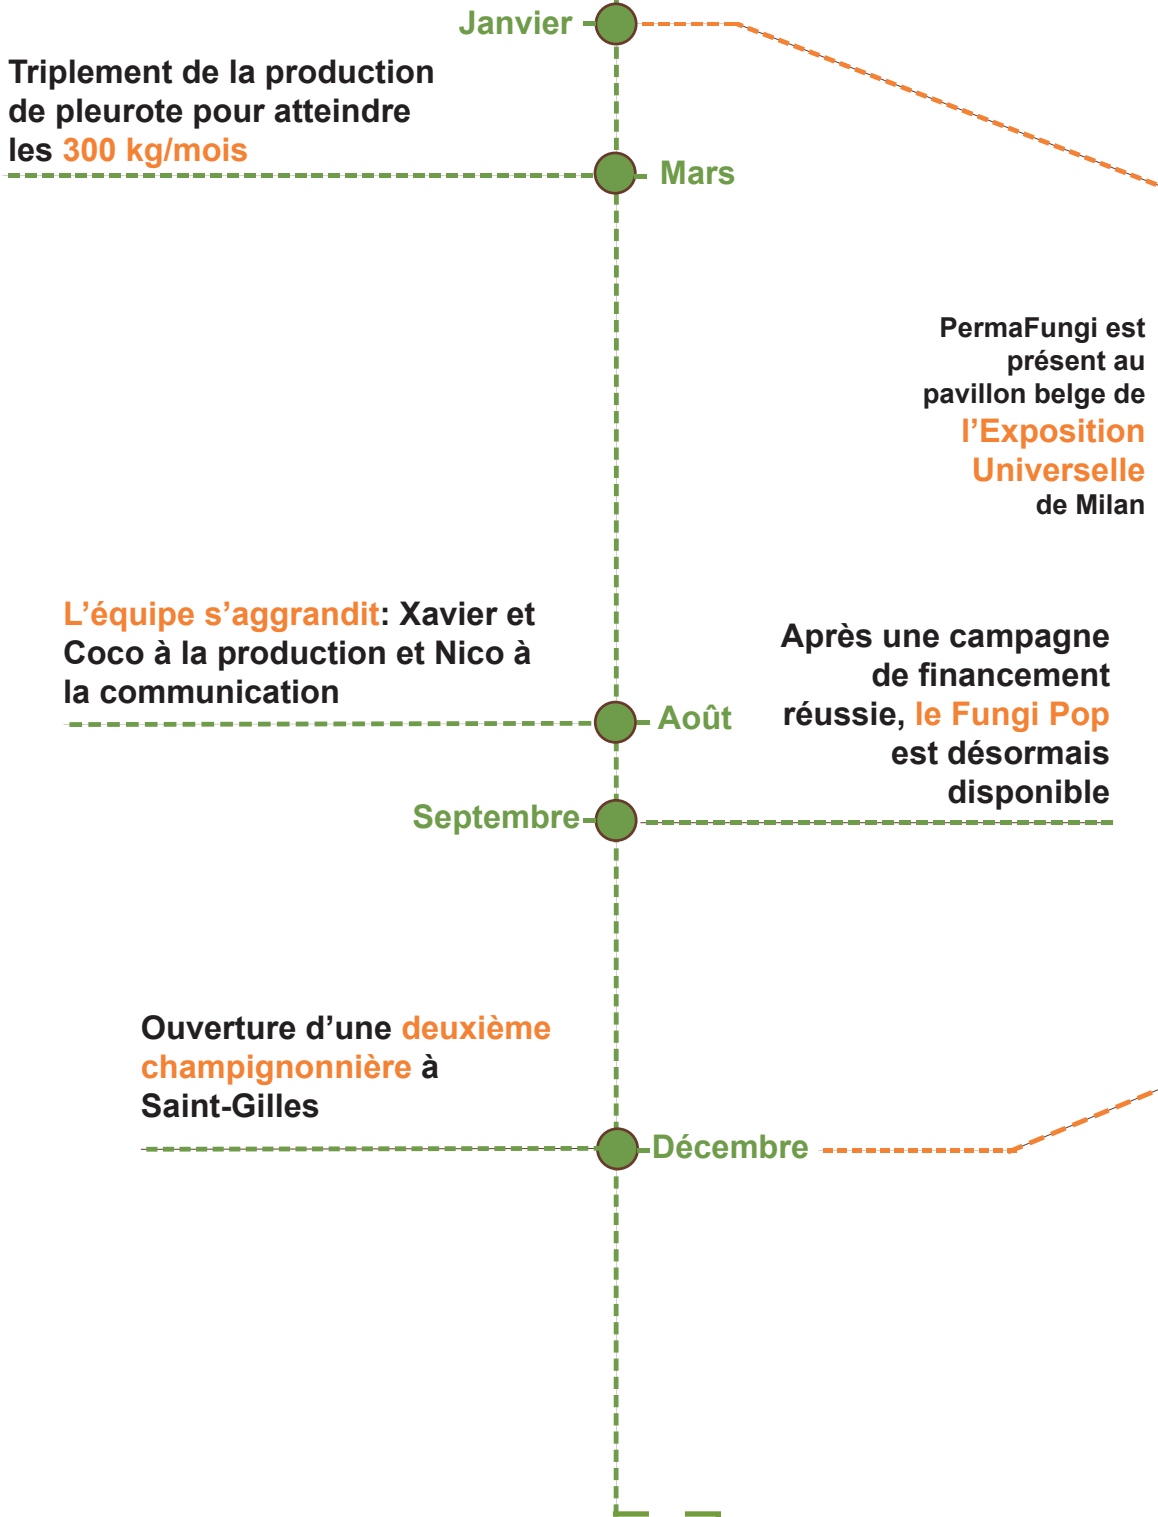 Janvier
Triplement de la production
de pleurote pour atteindre
les 300 kg/mois
Mars
PermaFungi est
présent au
pavillon belge de
l’Exposition
Universelle
de Milan
L’équipe s’aggrandit: Xavier et
Coco à la production et Nico à
la communication
Août
Après une campagne
de financement
réussie, le Fungi Pop
est désormais
disponible
Septembre
Ouverture d’une deuxième
champignonnière à
Saint-Gilles
Décembre